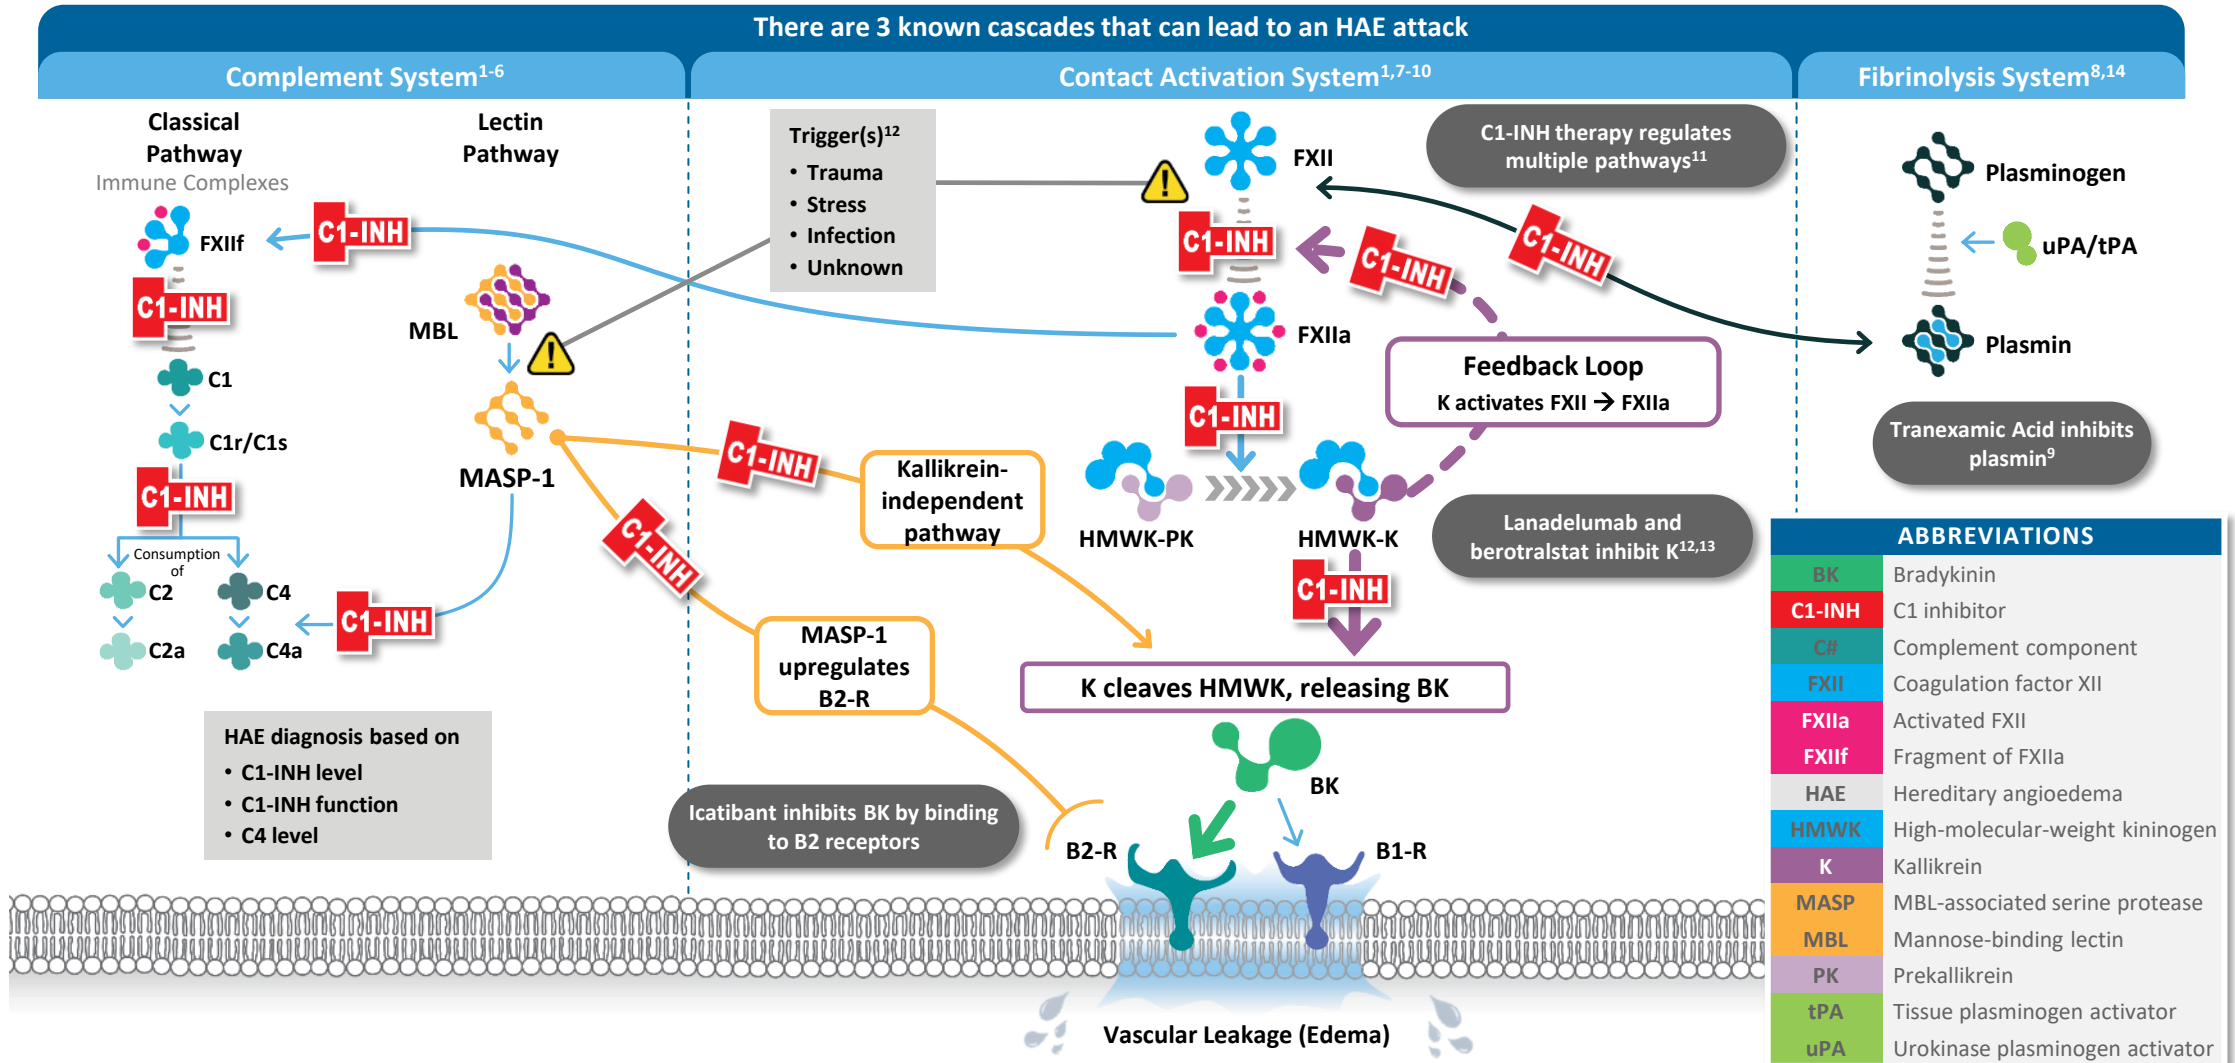 There are 3 known cascades that can lead to an HAE attack
Complement System1-6
Contact Activation System1,7-10
Fibrinolysis System8,14
Classical
Pathway
Immune Complexes
FXIIf
C1-INH
C1-INH
C1
C1r/C1s
C1-INH
Consumption
of
C2
C4
C2a
C4a
C1-INH
Lectin
Pathway
MBL
MASP-1
HAE diagnosis based on
• C1-INH level
• C1-INH function
• C4 level
Trigger(s)12
• Trauma
• Stress
• Infection
• Unknown
!
!
FXII
C1-INH
C1-INH
FXIIa
C1-INH
HMWK-PK
HMWK-K
C1-INH
C1-INH therapy regulates
multiple pathways11
C1-INH
Feedback Loop
K activates FXII → FXIIa
Lanadelumab and
berotralstat inhibit K12,13
C1-INH
Kallikrein-
independent
pathway
C1-INH
MASP-1
upregulates
B2-R
K cleaves HMWK, releasing BK
BK
Icatibant inhibits BK by binding
to B2 receptors
B2-R
B1-R
Vascular Leakage (Edema)
Plasminogen
uPA/tPA
Plasmin
Tranexamic Acid inhibits
plasmin9
ABBREVIATIONS
BK Bradykinin
C1-INH C1 inhibitor
C# Complement component
FXII Coagulation factor XII
FXIIa Activated FXII
FXIIf Fragment of FXIIa
HAE Hereditary angioedema
HMWK High-molecular-weight kininogen
K Kallikrein
MASP MBL-associated serine protease
MBL Mannose-binding lectin
PK Prekallikrein
tPA Tissue plasminogen activator
uPA Urokinase plasminogen activator